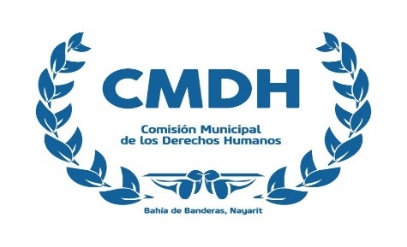 CMDH
Comisión Municipal
de los Derechos Humanos
Bahía de Banderas, Nayarit